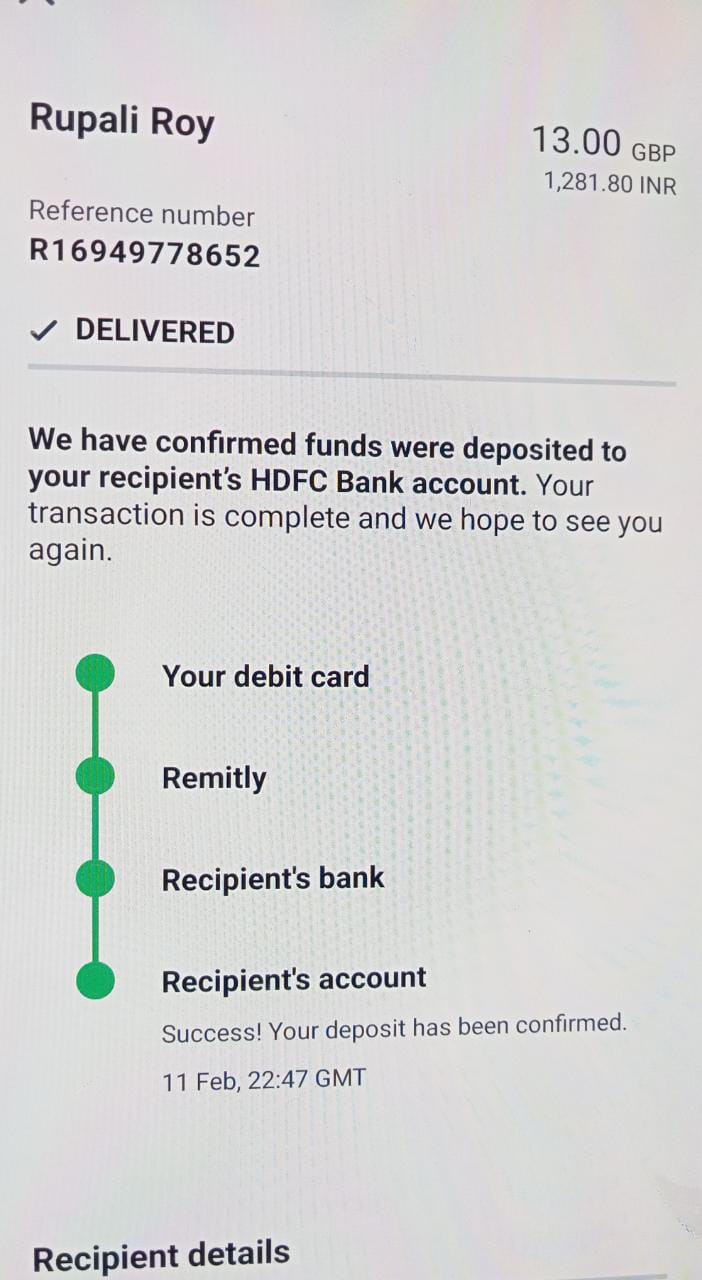 Rupali Roy
13.00 GBP
1,281.80 INR
Reference number
R16949778652
DELIVERED
We have confirmed funds were deposited to
your recipient's HDFC Bank account. Your
transaction is complete and we hope to see you
again.
Your debit card
Remitly
Recipient's bank
Recipient's account
Success! Your deposit has been confirmed.
11 Feb, 22:47 GMT
Recipient details